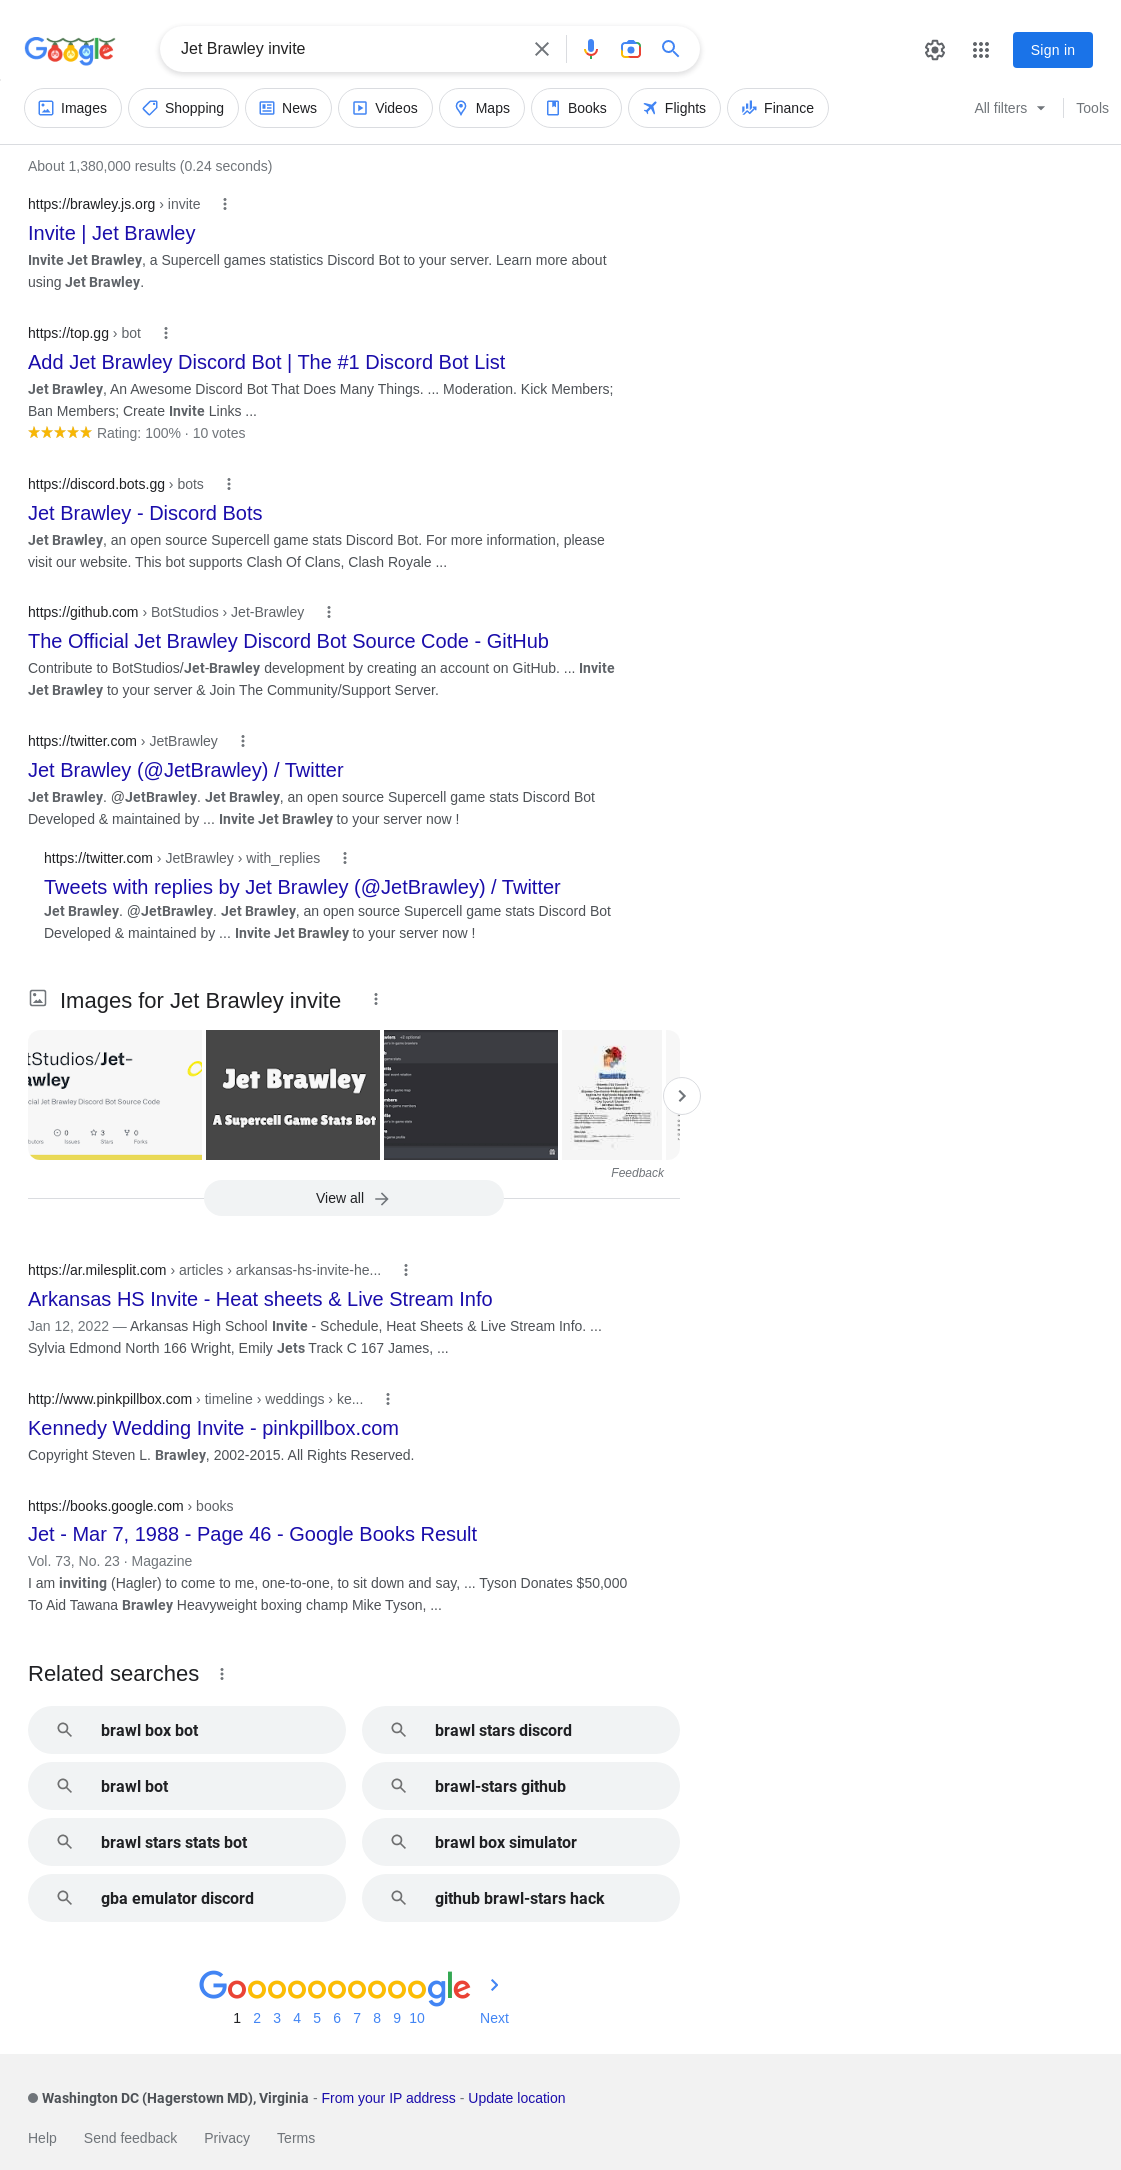 Google
Jet Brawley invite
Sign in
Images
Shopping
News
Videos
Maps
Books
Flights
Finance
All filters
Tools
About 1,380,000 results (0.24 seconds)
https://brawley.js.org › invite
Invite | Jet Brawley
Invite Jet Brawley, a Supercell games statistics Discord Bot to your server. Learn more about
using Jet Brawley.
https://top.gg › bot
Add Jet Brawley Discord Bot | The #1 Discord Bot List
Jet Brawley, An Awesome Discord Bot That Does Many Things. ... Moderation. Kick Members;
Ban Members; Create Invite Links ...
Rating: 100% · 10 votes
https://discord.bots.gg › bots
Jet Brawley - Discord Bots
Jet Brawley, an open source Supercell game stats Discord Bot. For more information, please
visit our website. This bot supports Clash Of Clans, Clash Royale ...
https://github.com › BotStudios › Jet-Brawley
The Official Jet Brawley Discord Bot Source Code - GitHub
Contribute to BotStudios/Jet-Brawley development by creating an account on GitHub. ... Invite
Jet Brawley to your server & Join The Community/Support Server.
https://twitter.com › JetBrawley
Jet Brawley (@JetBrawley) / Twitter
Jet Brawley. @JetBrawley. Jet Brawley, an open source Supercell game stats Discord Bot
Developed & maintained by ... Invite Jet Brawley to your server now !
https://twitter.com › JetBrawley › with_replies
Tweets with replies by Jet Brawley (@JetBrawley) / Twitter
Jet Brawley. @JetBrawley. Jet Brawley, an open source Supercell game stats Discord Bot
Developed & maintained by ... Invite Jet Brawley to your server now !
Images for Jet Brawley invite
tStudios/Jet-
awley
cial Jet Brawley Discord Bot Source Code
0 3 0
butors Issues Stars Forks
Jet Brawley
A Supercell Game Stats Bot
Feedback
View all
https://ar.milesplit.com › articles › arkansas-hs-invite-he...
Arkansas HS Invite - Heat sheets & Live Stream Info
Jan 12, 2022 — Arkansas High School Invite - Schedule, Heat Sheets & Live Stream Info. ...
Sylvia Edmond North 166 Wright, Emily Jets Track C 167 James, ...
http://www.pinkpillbox.com › timeline › weddings › ke...
Kennedy Wedding Invite - pinkpillbox.com
Copyright Steven L. Brawley, 2002-2015. All Rights Reserved.
https://books.google.com › books
Jet - Mar 7, 1988 - Page 46 - Google Books Result
Vol. 73, No. 23 · Magazine
I am inviting (Hagler) to come to me, one-to-one, to sit down and say, ... Tyson Donates $50,000
To Aid Tawana Brawley Heavyweight boxing champ Mike Tyson, ...
Related searches
brawl box bot
brawl stars discord
brawl bot
brawl-stars github
brawl stars stats bot
brawl box simulator
gba emulator discord
github brawl-stars hack
Goooooooooogle
1 2 3 4 5 6 7 8 9 10 Next
Washington DC (Hagerstown MD), Virginia - From your IP address - Update location
Help Send feedback Privacy Terms